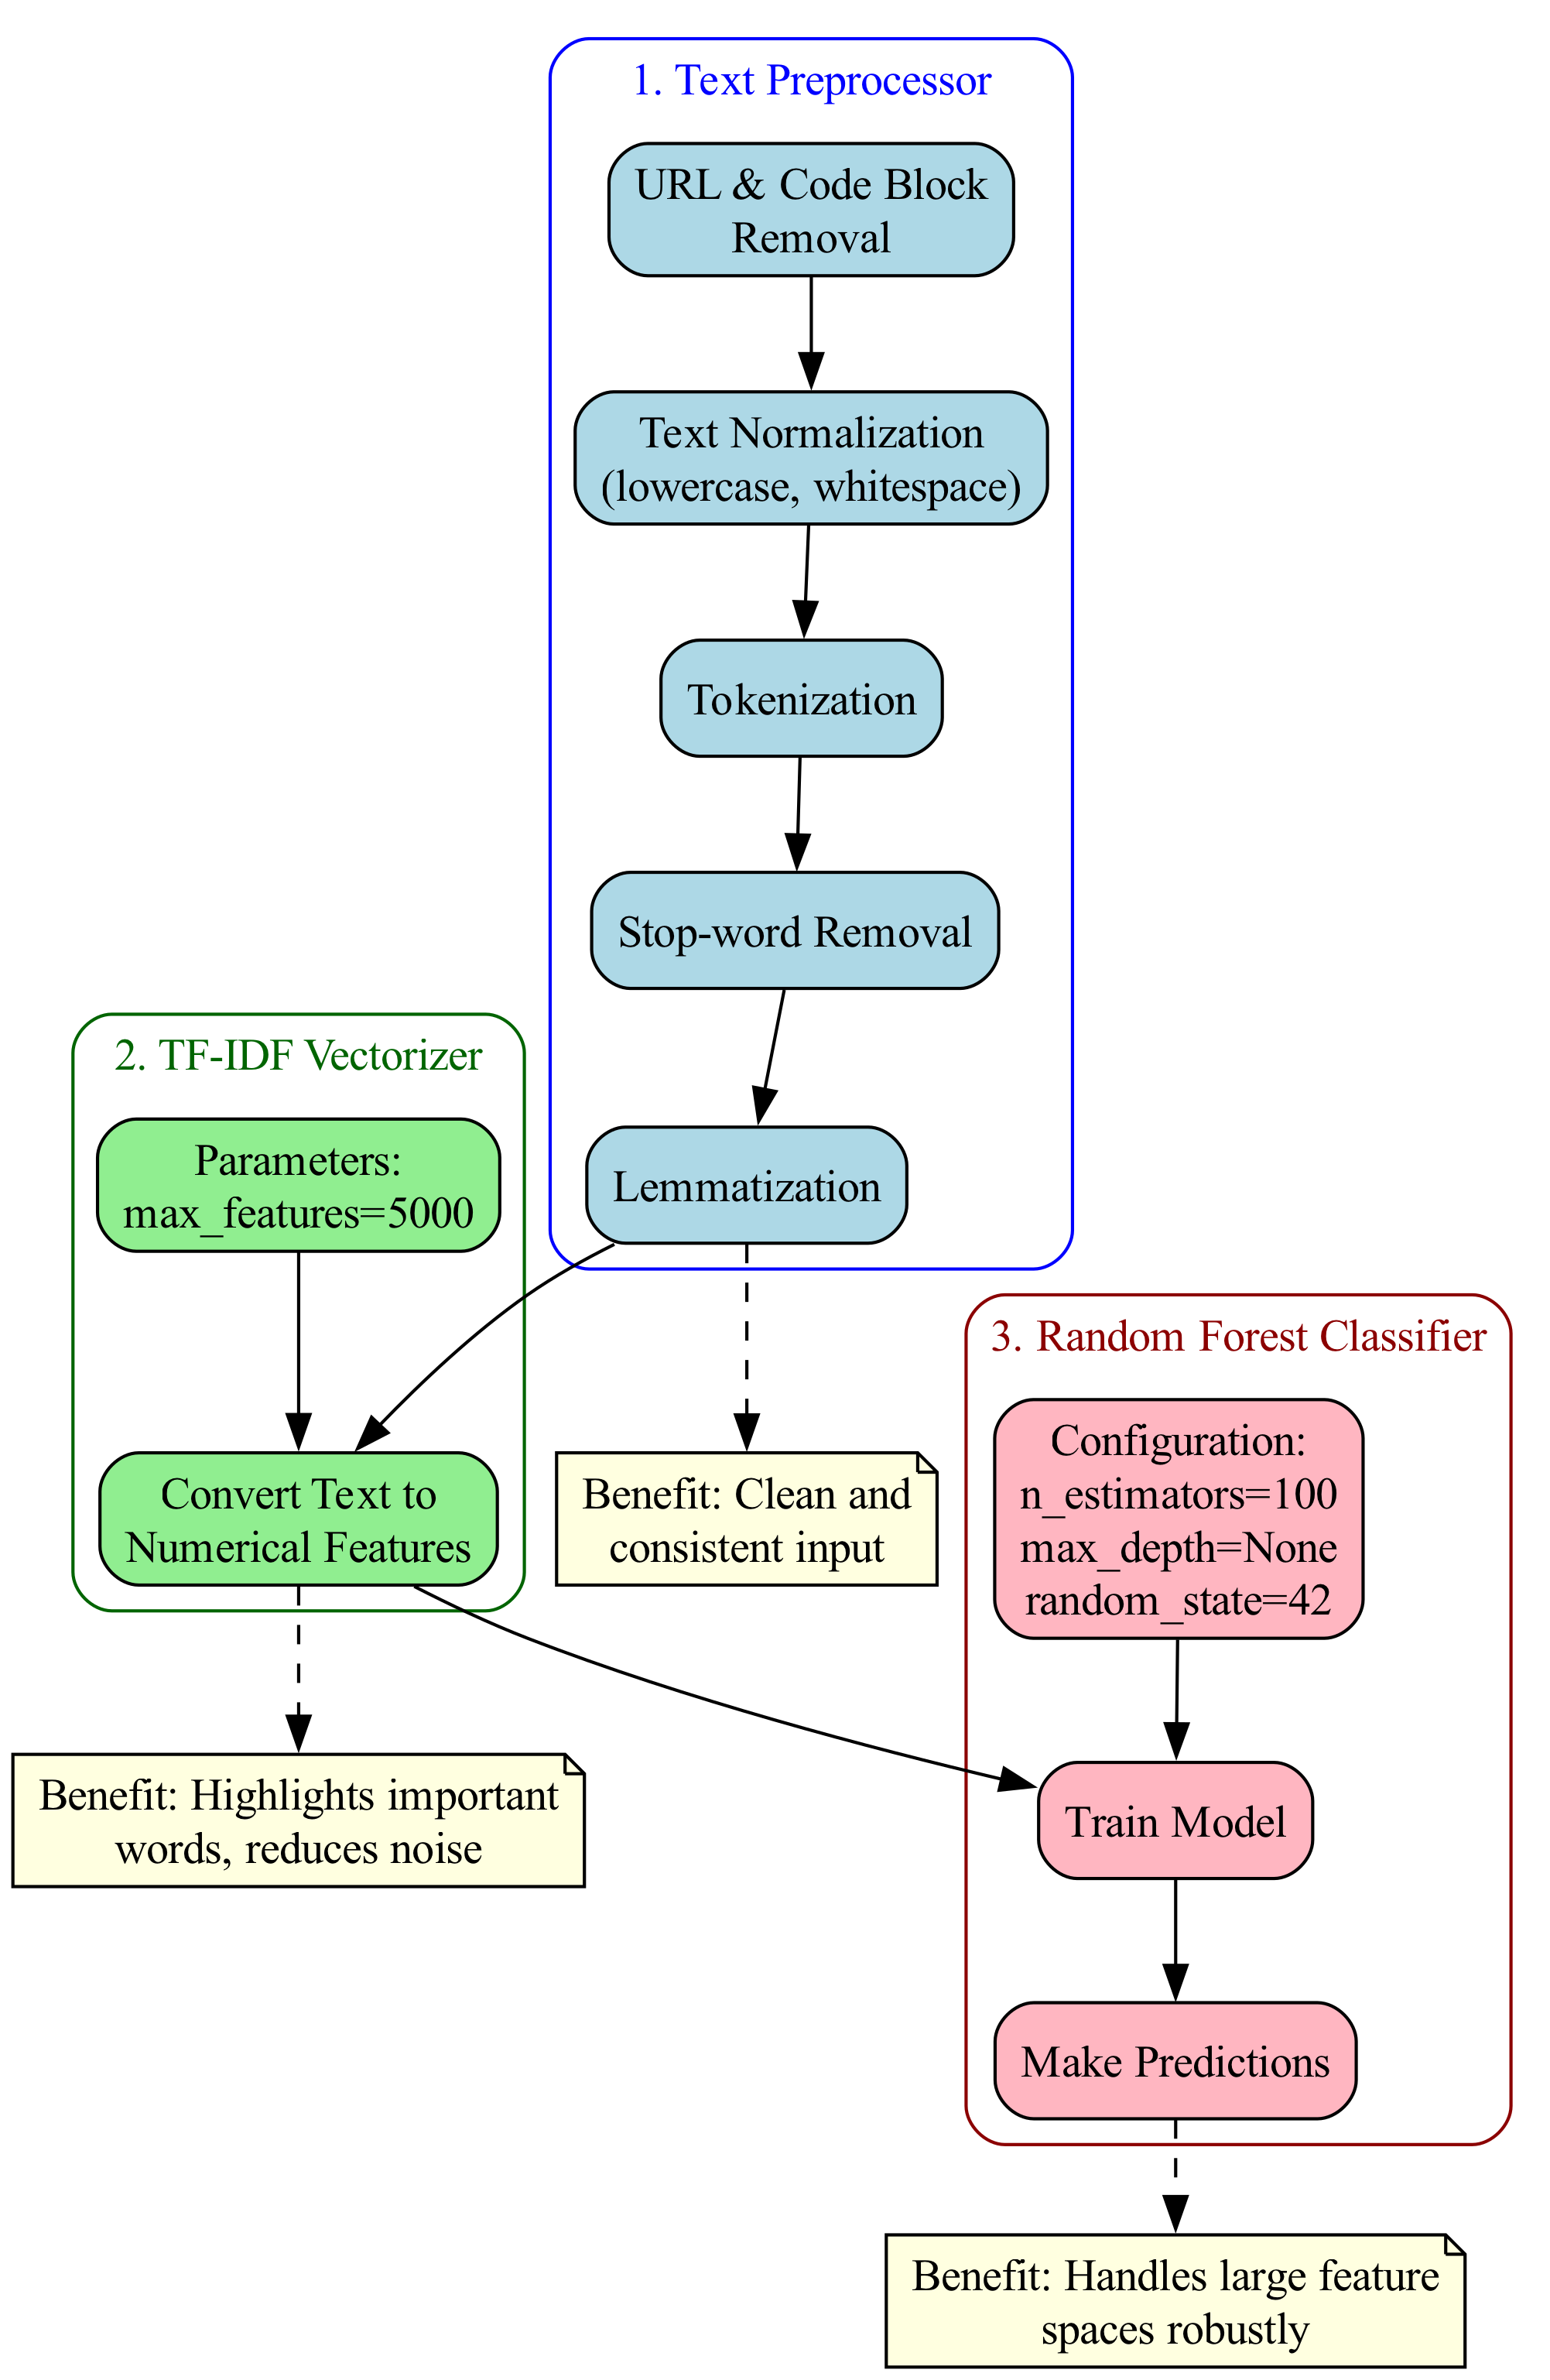 1. Text Preprocessor
URL & Code Block
Removal
Text Normalization
(lowercase, whitespace)
Tokenization
Stop-word Removal
Lemmatization
2. TF-IDF Vectorizer
Parameters:
max_features=5000
Convert Text to
Numerical Features
Benefit: Clean and
consistent input
Benefit: Highlights important
words, reduces noise
3. Random Forest Classifier
Configuration:
n_estimators=100
max_depth=None
random_state=42
Train Model
Make Predictions
Benefit: Handles large feature
spaces robustly